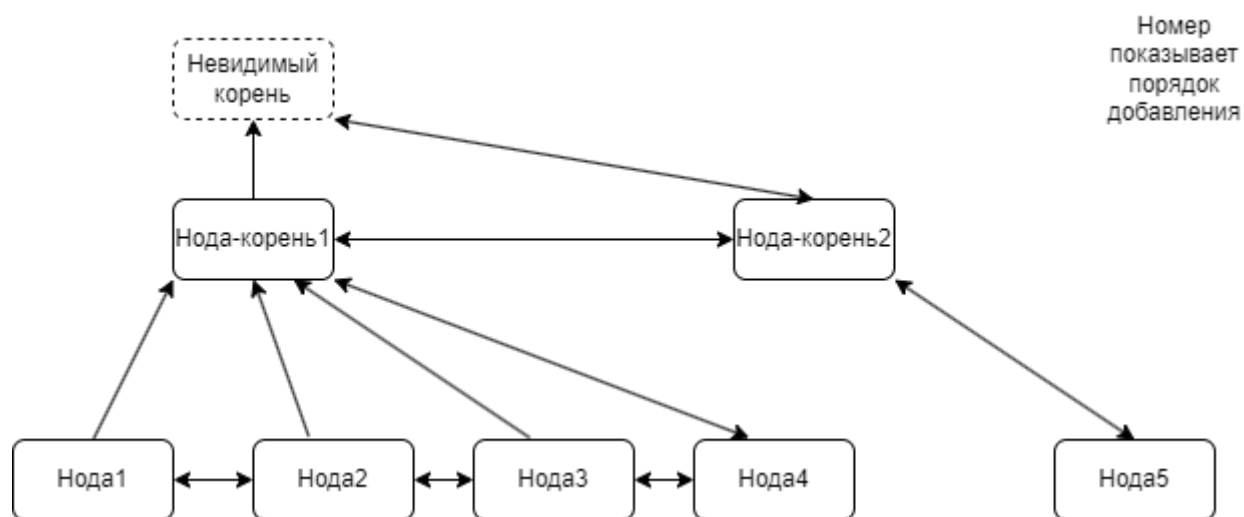 Номер
показывает
порядок
добавления
Невидимый
корень
Нода-корень1
Нода-корень2
Нода1
Нода2
Нода3
Нода4
Нода5